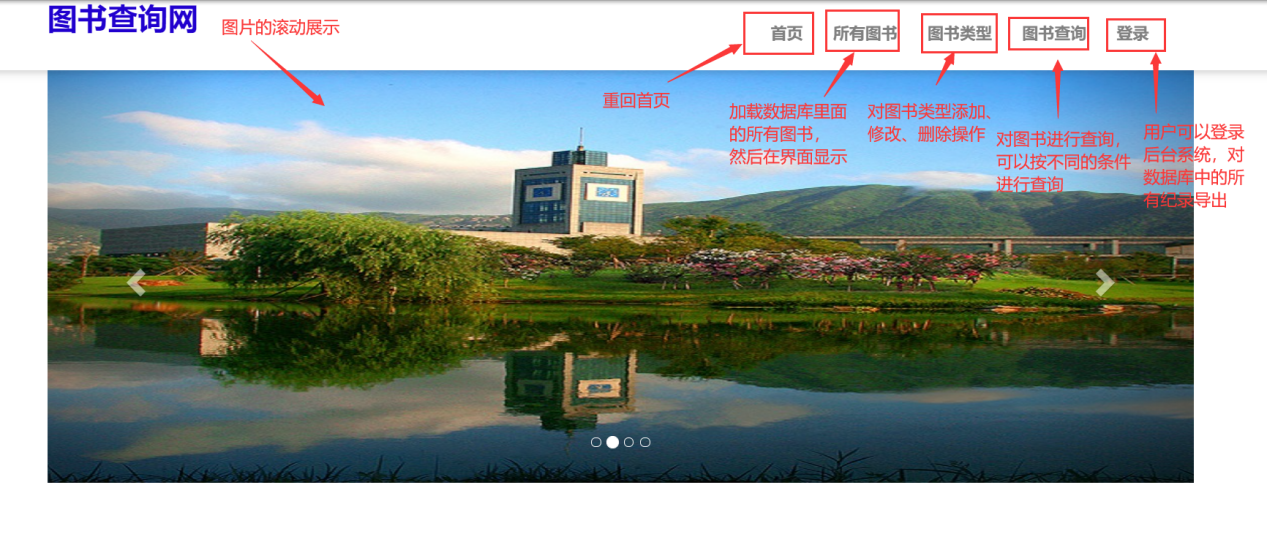 图书查询网
图片的滚动展示
首页
所有图书
图书类型
图书查询
登录
重回首页
加载数据库里面
的所有图书，
然后在界面显示
对图书类型添加、
修改、删除操作
对图书进行查询，
可以按不同的条件
进行查询
用户可以登录
后台系统，对
数据库中的所
有纪录导出